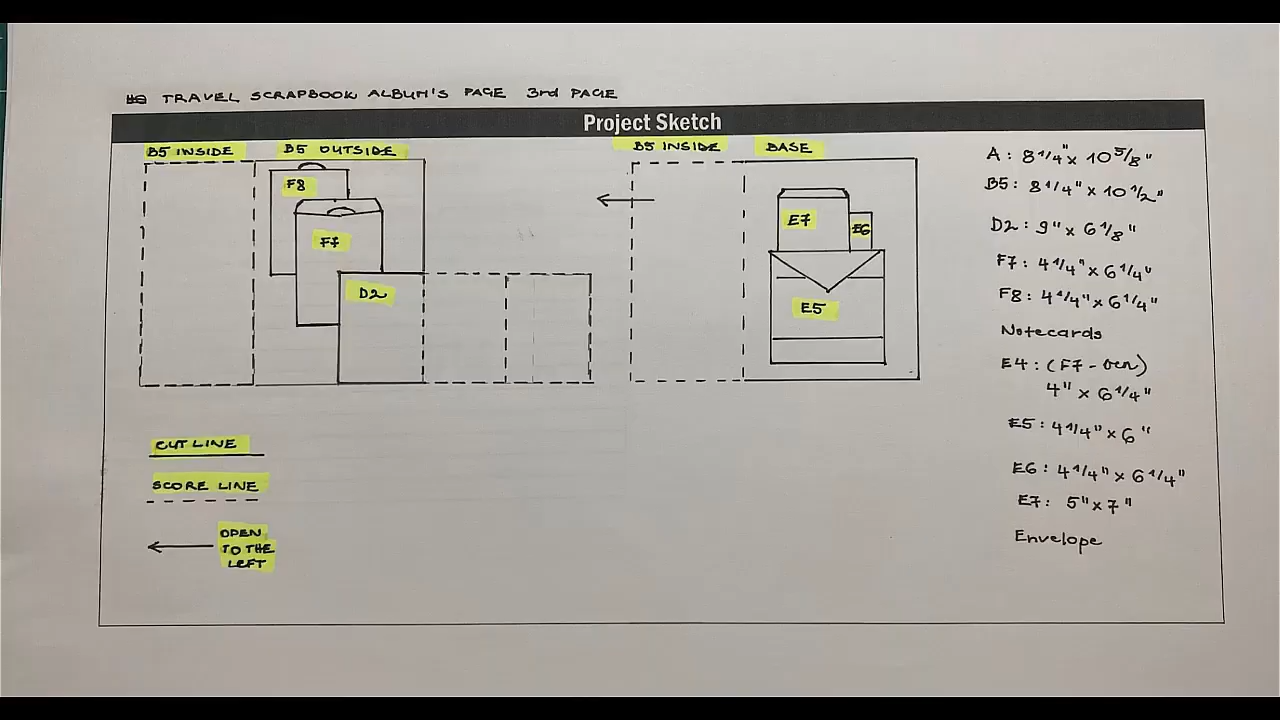 TRAVEL SCRAPBOOK ALBUM'S PAGE 3rd PAGE
Project Sketch
B5 INSIDE B5 OUTSIDE
F8
F7
D2
B5 INSIDE BASE
E7
E6
E5
CUT LINE
SCORE LINE
OPEN
TO THE
LEFT
A: 8 1/4" x 10 5/8"
B5: 8 1/4" x 10 1/2"
D2: 9" x 6 1/8"
F7: 4 1/4" x 6 1/4"
F8: 4 1/4" x 6 1/4"
Notecards
E4: (F7 -
4" x 6 1/4"
E5: 4 1/4" x 6"
E6: 4 1/4" x 6 1/4"
E7: 5" x 7"
Envelope